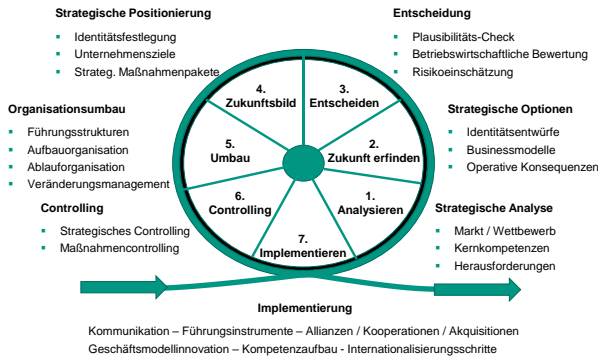 Strategische Positionierung
▪ Identitätsfestlegung
▪ Unternehmensziele
▪ Strateg. Maßnahmenpakete
Entscheidung
▪ Plausibilitäts-Check
▪ Betriebswirtschaftliche Bewertung
▪ Risikoeinschätzung
Organisationsumbau
▪ Führungsstrukturen
▪ Aufbauorganisation
▪ Ablauforganisation
▪ Veränderungsmanagement
4.
Zukunftsbild
3.
Entscheiden
5.
Umbau
2.
Zukunft erfinden
6.
Controlling
1.
Analysieren
7.
Implementieren
Strategische Optionen
▪ Identitätsentwürfe
▪ Businessmodelle
▪ Operative Konsequenzen
Controlling
▪ Strategisches Controlling
▪ Maßnahmencontrolling
Strategische Analyse
▪ Markt / Wettbewerb
▪ Kernkompetenzen
▪ Herausforderungen
Implementierung
Kommunikation – Führungsinstrumente – Allianzen / Kooperationen / Akquisitionen
Geschäftsmodellinnovation – Kompetenzaufbau - Internationalisierungsschritte